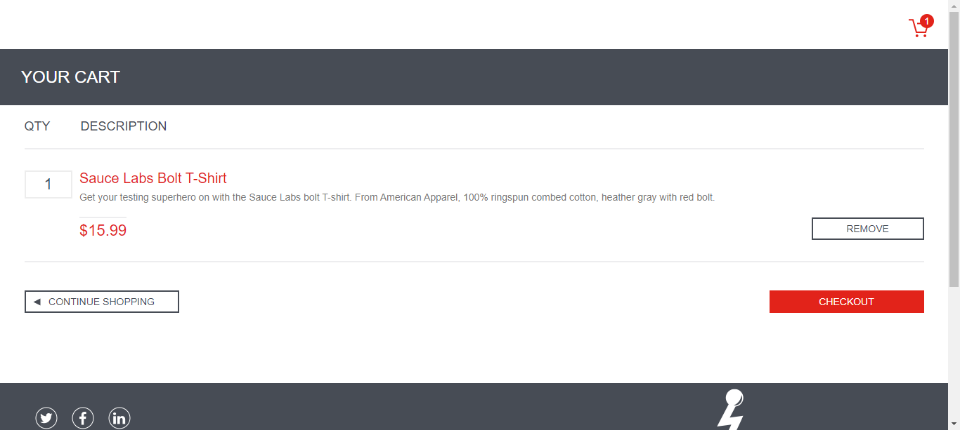 1
YOUR CART
QTY DESCRIPTION
1 Sauce Labs Bolt T-Shirt
Get your testing superhero on with the Sauce Labs bolt T-shirt. From American Apparel, 100% ringspun combed cotton, heather gray with red bolt.
$15.99
REMOVE
CONTINUE SHOPPING
CHECKOUT